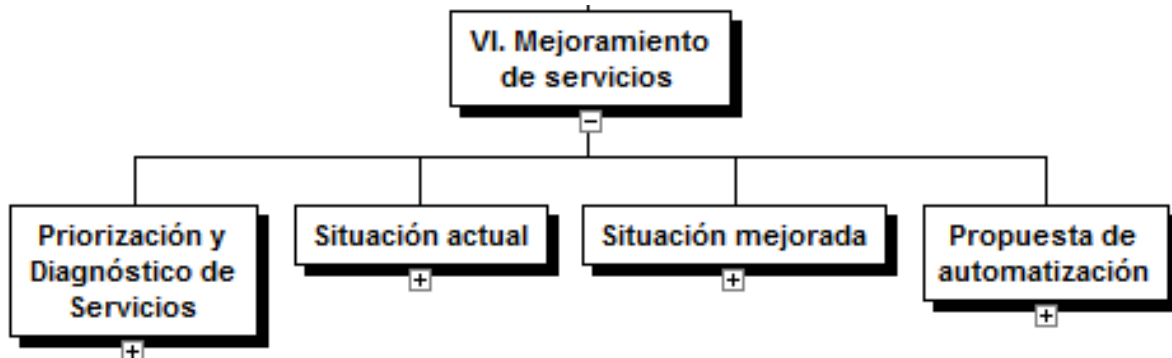 VI. Mejoramiento
de servicios
Priorización y
Diagnóstico de
Servicios
Situación actual
Situación mejorada
Propuesta de
automatización